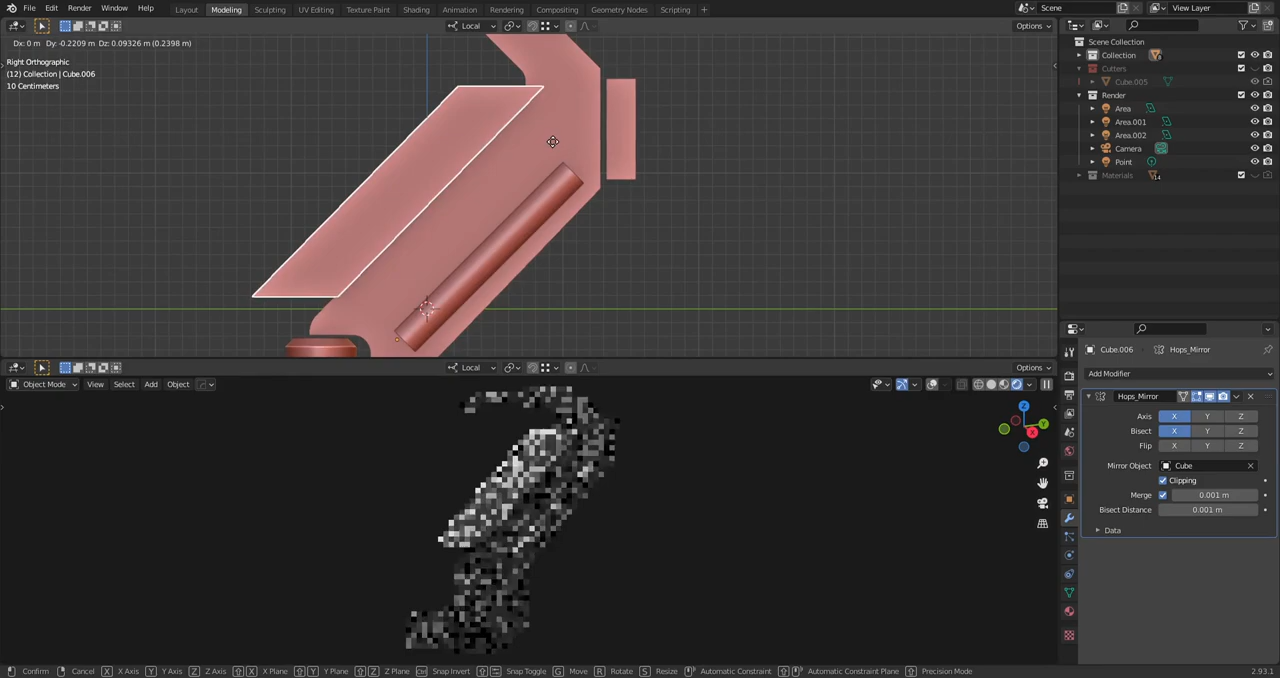 File Edit Render Window Help Layout Modeling Sculpting UV Editing Texture Paint Shading Animation Rendering Compositing Geometry Nodes Scripting + Scene View Layer
Local Options
Dx: 0 m Dy: -0.2209 m Dz: 0.09326 m (0.2398 m)
Right Orthographic
(12) Collection | Cube.006
10 Centimeters
Scene Collection
Collection
Cutters
Cube.005
Render
Area
Area.001
Area.002
Camera
Point
Materials
14
Local Options
Object Mode View Select Add Object
Z
Y
X
Cube.006 Hops_Mirror
Add Modifier
Hops_Mirror
Axis X Y Z
Bisect X Y Z
Flip X Y Z
Mirror Object Cube
Clipping
Merge 0.001 m
Bisect Distance 0.001 m
Data
Confirm Cancel X X Axis Y Y Axis Z Z Axis X X Plane Y Y Plane Z Z Plane Ctrl Snap Invert Snap Toggle G Move R Rotate S Resize Automatic Constraint Automatic Constraint Plane Precision Mode 2.93.1